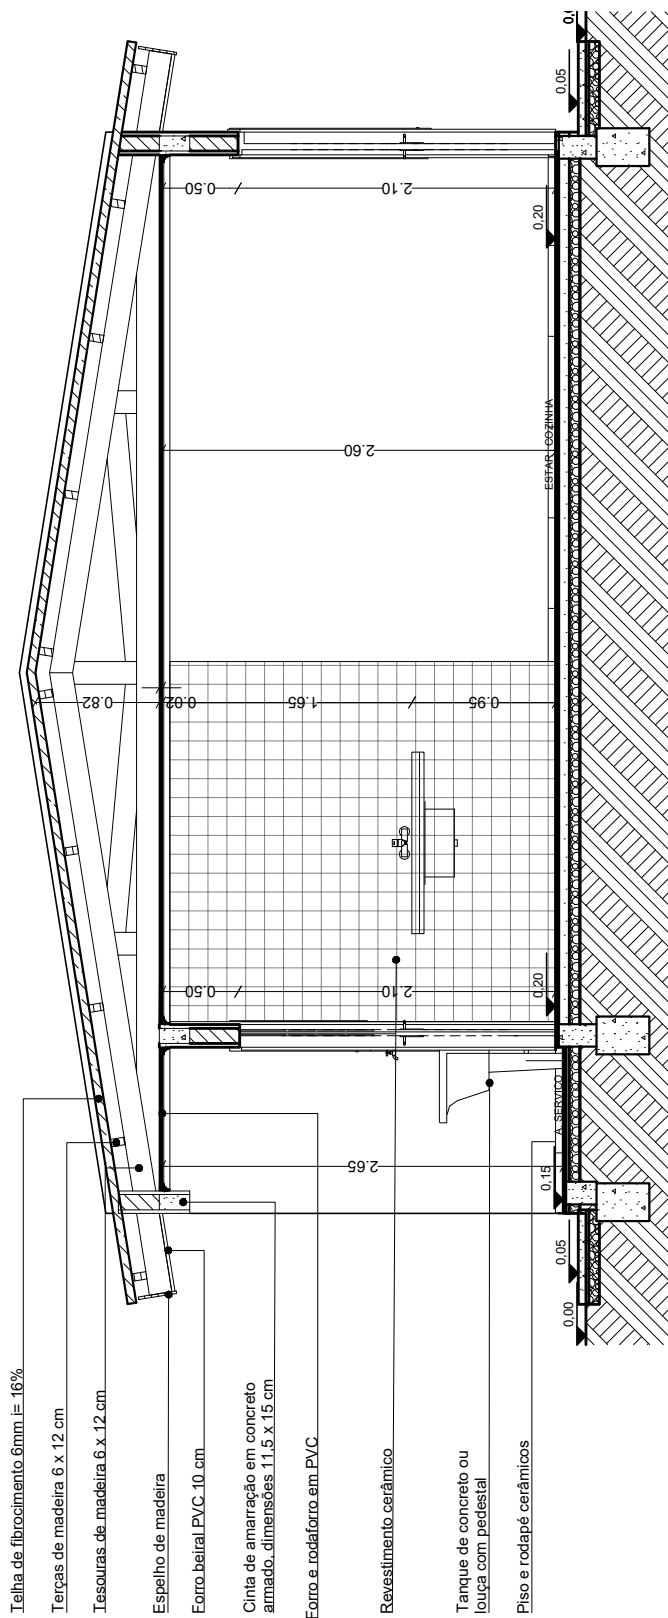 Telha de fibrocimento 6mm i= 16%
Terças de madeira 6 x 12 cm
Tesouras de madeira 6 x 12 cm
Espelho de madeira
Forro beiral PVC 10 cm
Cinta de amarração em concreto
armado, dimensões 11,5 x 15 cm
Forro e rodaforro em PVC
Revestimento cerâmico
Tanque de concreto ou
louça com pedestal
Piso e rodapé cerâmicos
0.82
0.02
1.65
0.95
0.50
2.10
2.65
2.60
0.50
2.10
0,00
0,05
0,15
A. SERVIÇO
0,20
ESTAR / COZINHA
0,20
0,05